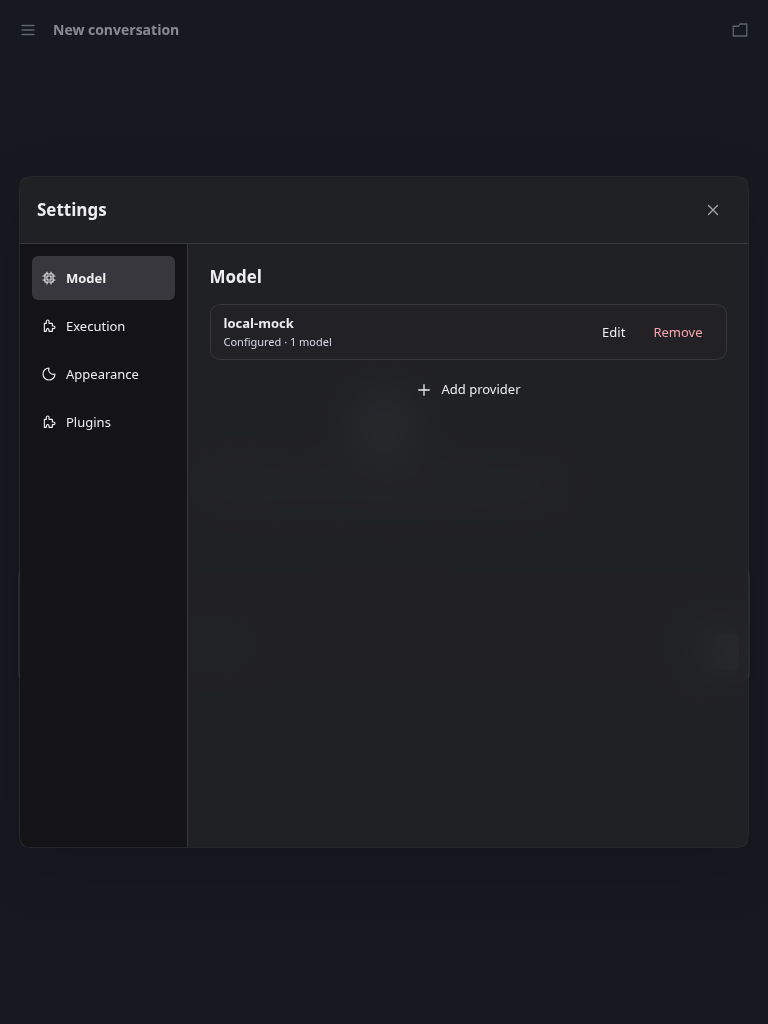 New conversation
Settings
Model
Execution
Appearance
Plugins
Model
local-mock
Configured · 1 model
Edit
Remove
Add provider